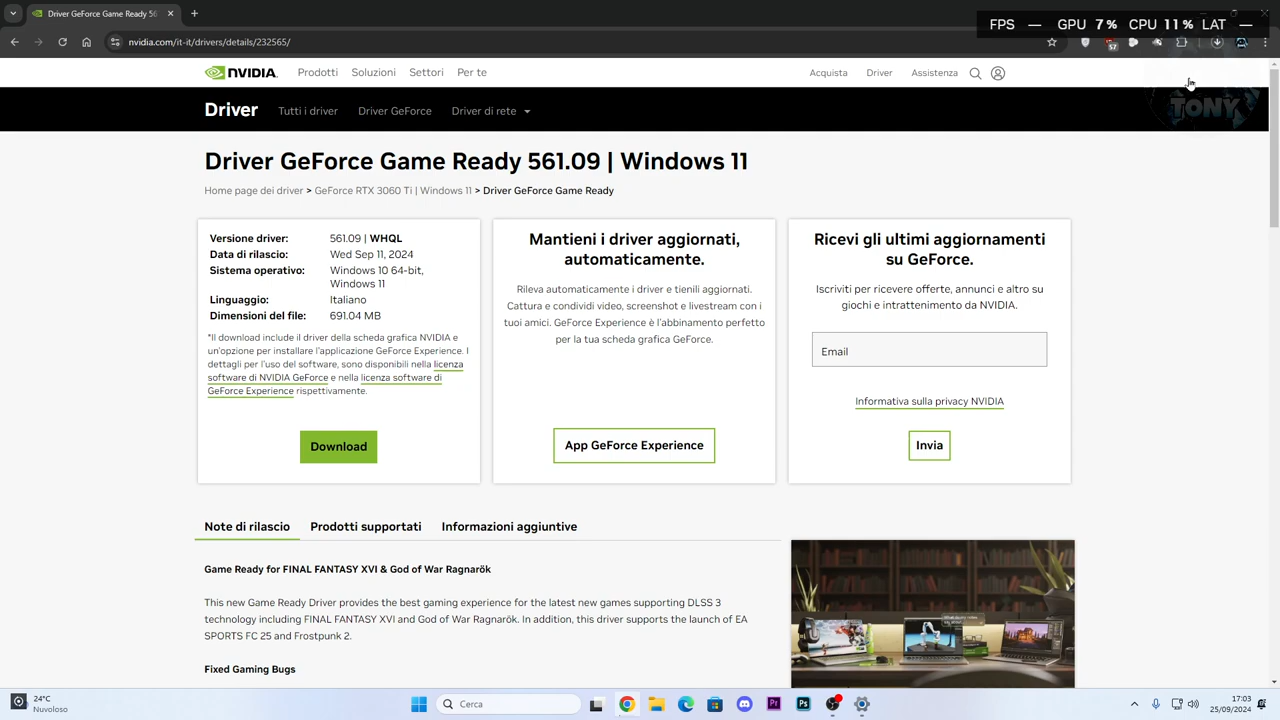 Driver GeForce Game Ready 56
FPS — GPU 7 % CPU 11 % LAT —
nvidia.com/it-it/drivers/details/232565/
57
NVIDIA. Prodotti Soluzioni Settori Per te Acquista Driver Assistenza
Driver Tutti i driver Driver GeForce Driver di rete
TONY
Driver GeForce Game Ready 561.09 | Windows 11
Home page dei driver > GeForce RTX 3060 Ti | Windows 11 > Driver GeForce Game Ready
Versione driver: 561.09 | WHQL
Data di rilascio: Wed Sep 11, 2024
Sistema operativo: Windows 10 64-bit,
Windows 11
Linguaggio: Italiano
Dimensioni del file: 691.04 MB
*Il download include il driver della scheda grafica NVIDIA e
un'opzione per installare l'applicazione GeForce Experience. I
dettagli per l'uso del software, sono disponibili nella licenza
software di NVIDIA GeForce e nella licenza software di
GeForce Experience rispettivamente.
Download
Mantieni i driver aggiornati,
automaticamente.
Rileva automaticamente i driver e tienili aggiornati.
Cattura e condividi video, screenshot e livestream con i
tuoi amici. GeForce Experience è l'abbinamento perfetto
per la tua scheda grafica GeForce.
App GeForce Experience
Ricevi gli ultimi aggiornamenti
su GeForce.
Iscriviti per ricevere offerte, annunci e altro su
giochi e intrattenimento da NVIDIA.
Email
Informativa sulla privacy NVIDIA
Invia
Note di rilascio Prodotti supportati Informazioni aggiuntive
Game Ready for FINAL FANTASY XVI & God of War Ragnarök
This new Game Ready Driver provides the best gaming experience for the latest new games supporting DLSS 3
technology including FINAL FANTASY XVI and God of War Ragnarök. In addition, this driver supports the launch of EA
SPORTS FC 25 and Frostpunk 2.
Fixed Gaming Bugs
24°C
Nuvoloso
Cerca
Pr
Ps
17:03
25/09/2024